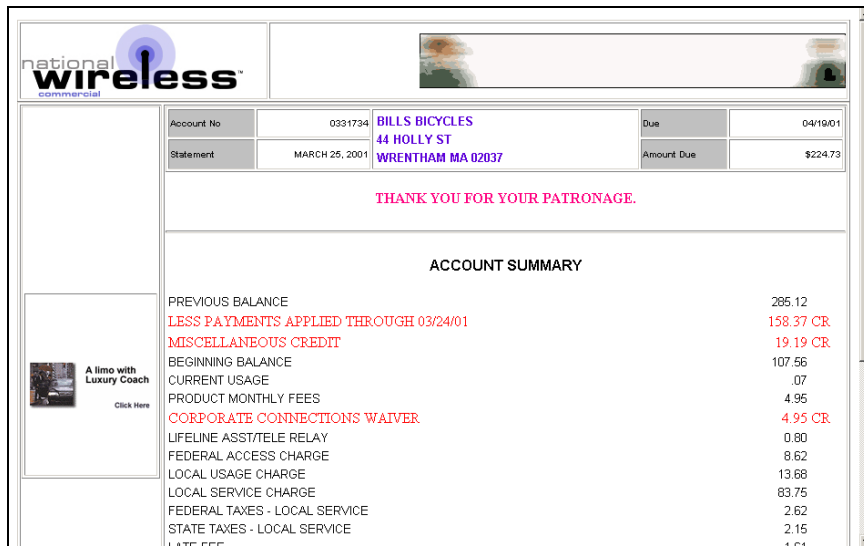 national
wireless
commercial
Account No 0331734 BILLS BICYCLES Due 04/19/01
44 HOLLY ST
Statement MARCH 25, 2001 WRENTHAM MA 02037 Amount Due $224.73
THANK YOU FOR YOUR PATRONAGE.
ACCOUNT SUMMARY
PREVIOUS BALANCE 285.12
LESS PAYMENTS APPLIED THROUGH 03/24/01 158.37 CR
MISCELLANEOUS CREDIT 19.19 CR
BEGINNING BALANCE 107.56
CURRENT USAGE .07
PRODUCT MONTHLY FEES 4.95
CORPORATE CONNECTIONS WAIVER 4.95 CR
LIFELINE ASST/TELE RELAY 0.80
FEDERAL ACCESS CHARGE 8.62
LOCAL USAGE CHARGE 13.68
LOCAL SERVICE CHARGE 83.75
FEDERAL TAXES - LOCAL SERVICE 2.62
STATE TAXES - LOCAL SERVICE 2.15
LATE FEE 1.61
A limo with
Luxury Coach
Click Here